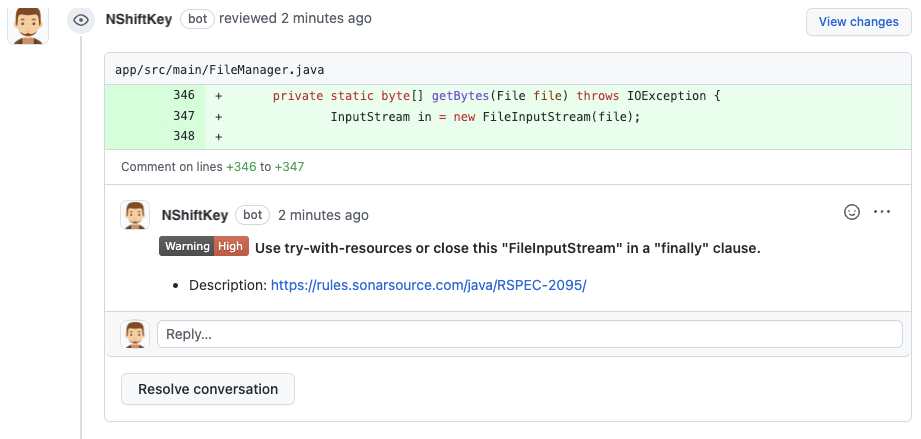 NShiftKey bot reviewed 2 minutes ago
View changes
app/src/main/FileManager.java
346 + private static byte[] getBytes(File file) throws IOException {
347 + InputStream in = new FileInputStream(file);
348 +
Comment on lines +346 to +347
NShiftKey bot 2 minutes ago
Warning High Use try-with-resources or close this "FileInputStream" in a "finally" clause.
• Description: https://rules.sonarsource.com/java/RSPEC-2095/
Reply...
Resolve conversation